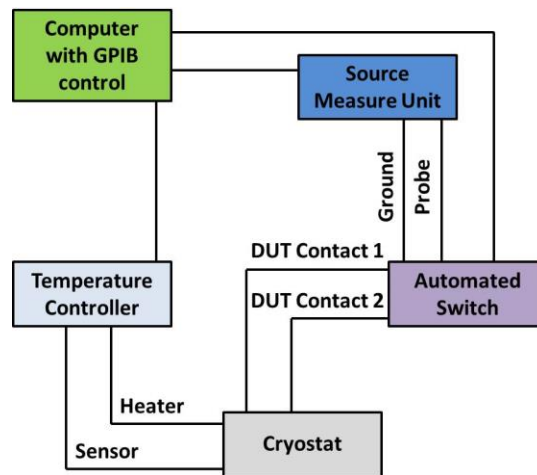 Computer
with GPIB
control
Source
Measure Unit
Ground
Probe
DUT Contact 1
Temperature
Controller
Automated
Switch
DUT Contact 2
Heater
Sensor
Cryostat